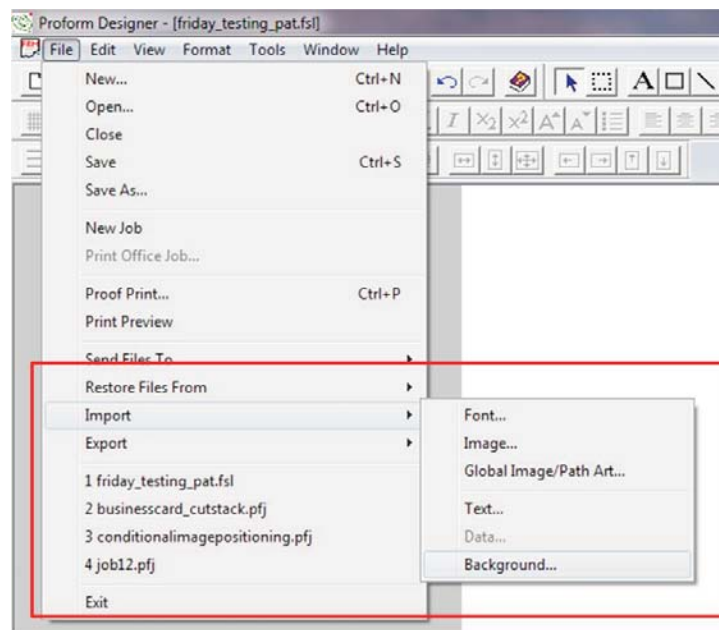 Proform Designer - [friday_testing_pat.fsl]
File Edit View Format Tools Window Help
New... Ctrl+N
Open... Ctrl+O
Close
Save Ctrl+S
Save As...
New Job
Print Office Job...
Proof Print... Ctrl+P
Print Preview
Send Files To
Restore Files From
Import
Export
Font...
Image...
Global Image/Path Art...
Text...
Data...
Background...
1 friday_testing_pat.fsl
2 businesscard_cutstack.pfj
3 conditionalimagepositioning.pfj
4 job12.pfj
Exit